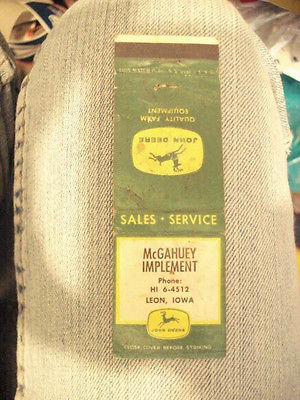 QUALITY FARM
EQUIPMENT
JOHN DEERE
SALES • SERVICE
McGAHUEY
IMPLEMENT
Phone:
HI 6-4512
LEON, IOWA
JOHN DEERE
CLOSE COVER BEFORE STRIKING